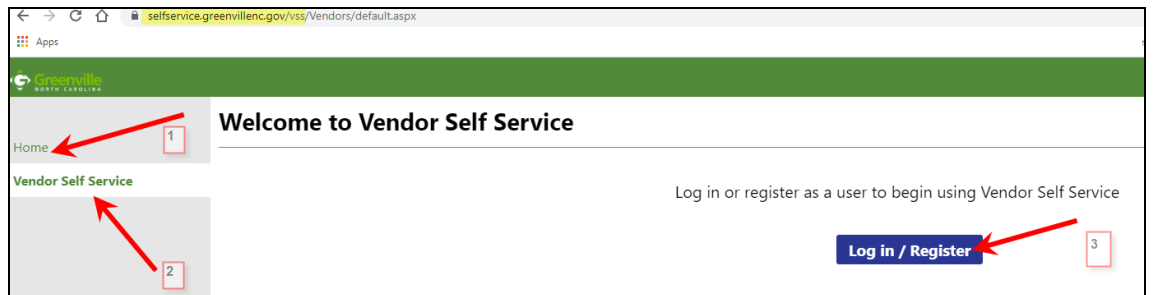 selfservice.greenvillenc.gov/vss/Vendors/default.aspx
Apps
Greenville
NORTH CAROLINA
Welcome to Vendor Self Service
1
Home
Vendor Self Service
Log in or register as a user to begin using Vendor Self Service
Log in / Register
3
2